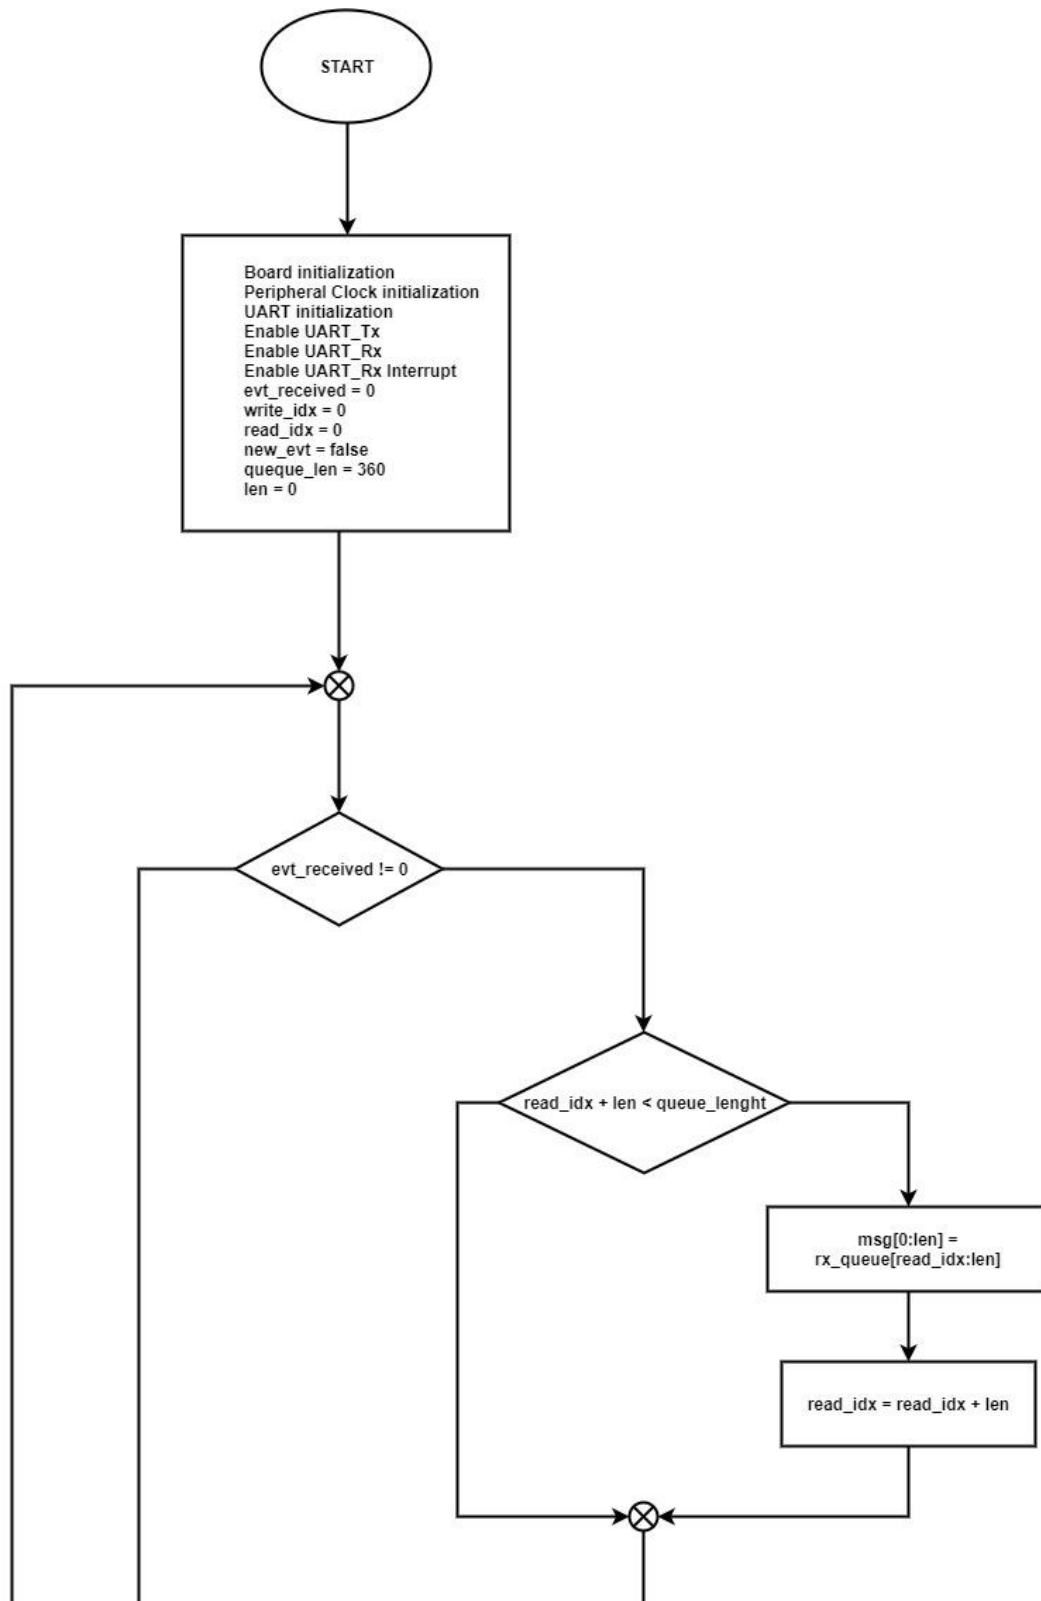 START
Board initialization
Peripheral Clock initialization
UART initialization
Enable UART_Tx
Enable UART_Rx
Enable UART_Rx Interrupt
evt_received = 0
write_idx = 0
read_idx = 0
new_evt = false
queque_len = 360
len = 0
evt_received != 0
read_idx + len < queue_lenght
msg[0:len] =
rx_queue[read_idx:len]
read_idx = read_idx + len